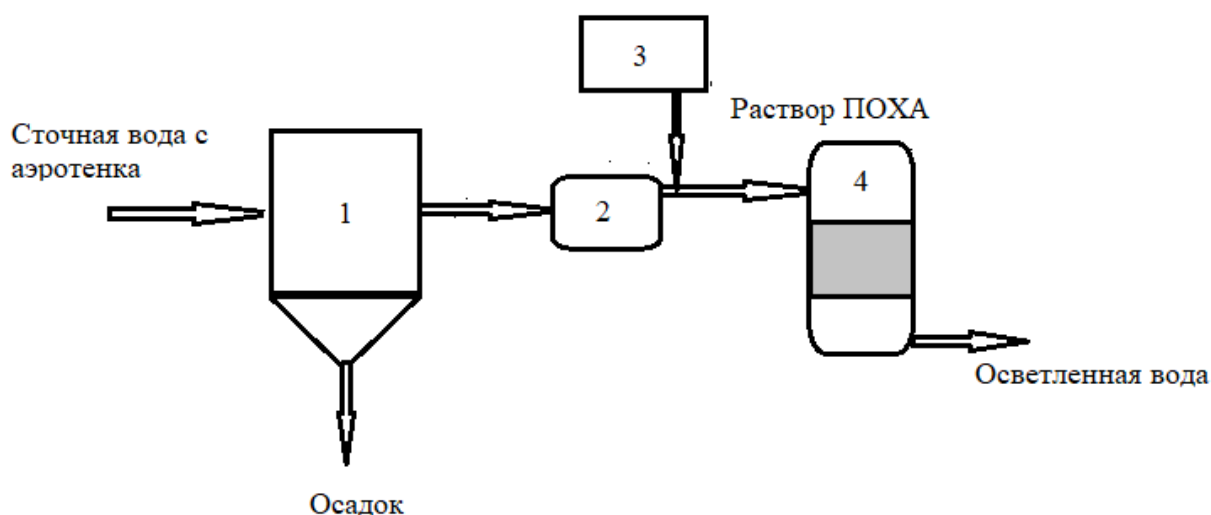 3
Раствор ПОХА
Сточная вода с
аэротенка
4
1
2
Осветленная вода
Осадок